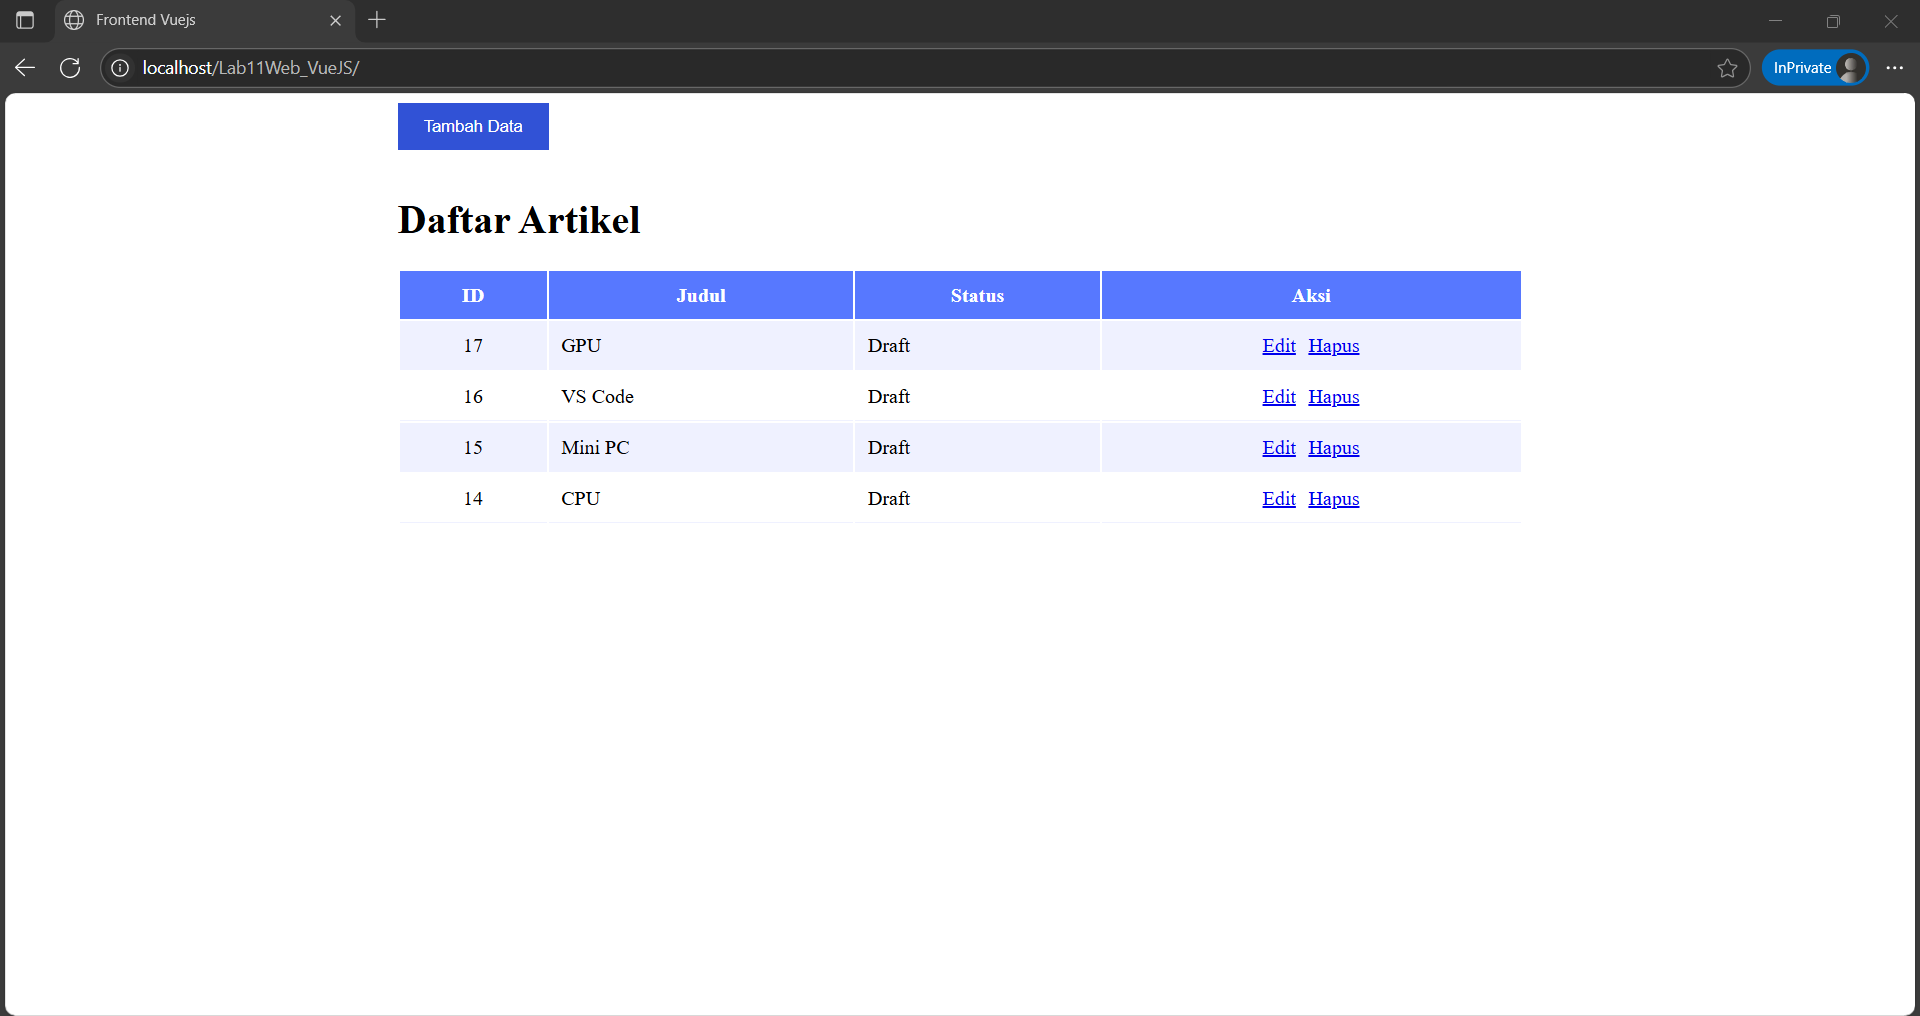 Frontend Vuejs
localhost/Lab11Web_VueJS/
InPrivate
Tambah Data
Daftar Artikel
ID Judul Status Aksi
17 GPU Draft Edit Hapus
16 VS Code Draft Edit Hapus
15 Mini PC Draft Edit Hapus
14 CPU Draft Edit Hapus